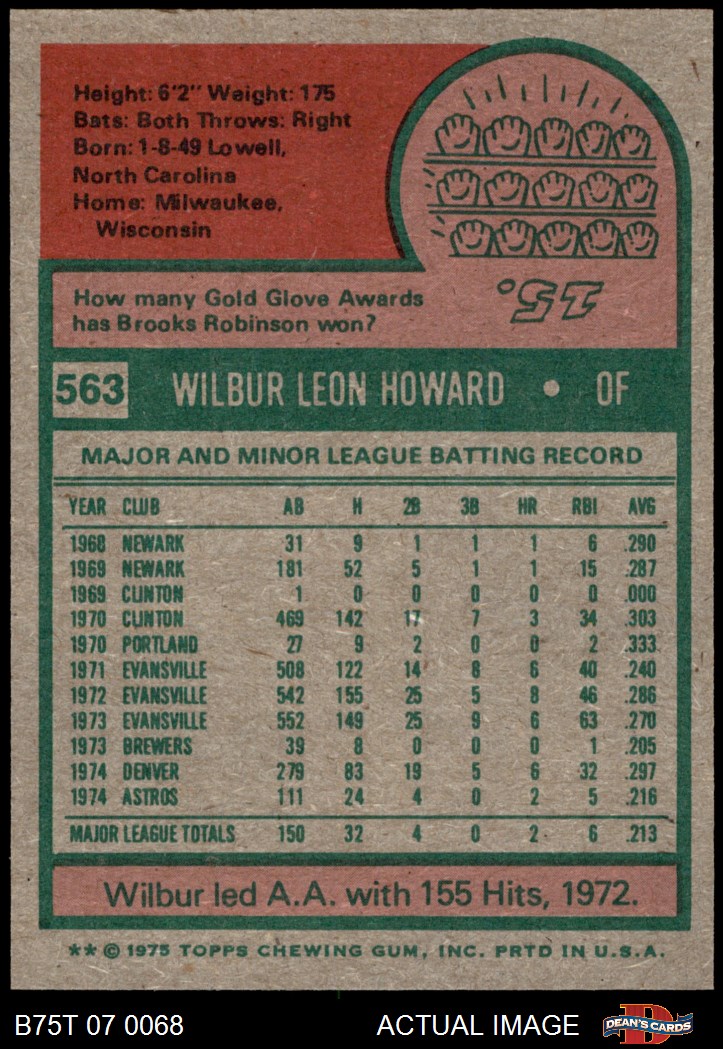 Height: 6'2" Weight: 175
Bats: Both Throws: Right
Born: 1-8-49 Lowell,
North Carolina
Home: Milwaukee,
Wisconsin
How many Gold Glove Awards
has Brooks Robinson won?
15.
563 WILBUR LEON HOWARD • OF
MAJOR AND MINOR LEAGUE BATTING RECORD
YEAR CLUB AB H 2B 3B HR RBI AVG
1968 NEWARK 31 9 1 1 1 6 .290
1969 NEWARK 181 52 5 1 1 15 .287
1969 CLINTON 1 0 0 0 0 0 .000
1970 CLINTON 469 142 17 7 3 34 .303
1970 PORTLAND 27 9 2 0 0 2 .333
1971 EVANSVILLE 508 122 14 8 6 40 .240
1972 EVANSVILLE 542 155 25 5 8 46 .286
1973 EVANSVILLE 552 149 25 9 6 63 .270
1973 BREWERS 39 8 0 0 0 1 .205
1974 DENVER 279 83 19 5 6 32 .297
1974 ASTROS 111 24 4 0 2 5 .216
MAJOR LEAGUE TOTALS 150 32 4 0 2 6 .213
Wilbur led A.A. with 155 Hits, 1972.
** © 1975 TOPPS CHEWING GUM, INC. PRTD IN U.S.A.
B75T 07 0068 ACTUAL IMAGE DEAN'S CARDS